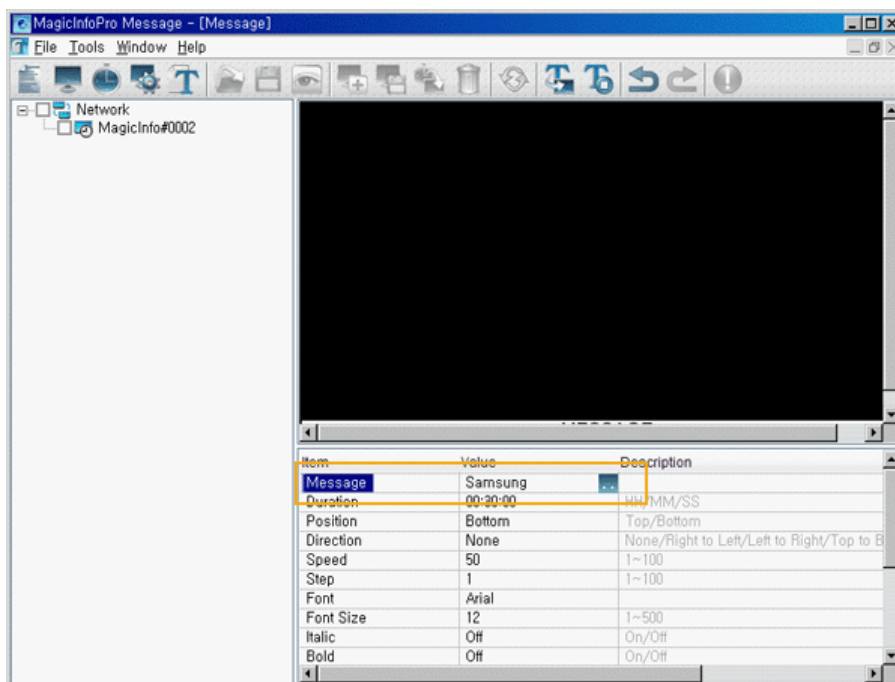 MagicInfoPro Message - [Message]
File Tools Window Help
Network
MagicInfo#0002
Item Value Description
Message Samsung ..
Duration 00:30:00 HH/MM/SS
Position Bottom Top/Bottom
Direction None None/Right to Left/Left to Right/Top to B
Speed 50 1~100
Step 1 1~100
Font Arial
Font Size 12 1~500
Italic Off On/Off
Bold Off On/Off